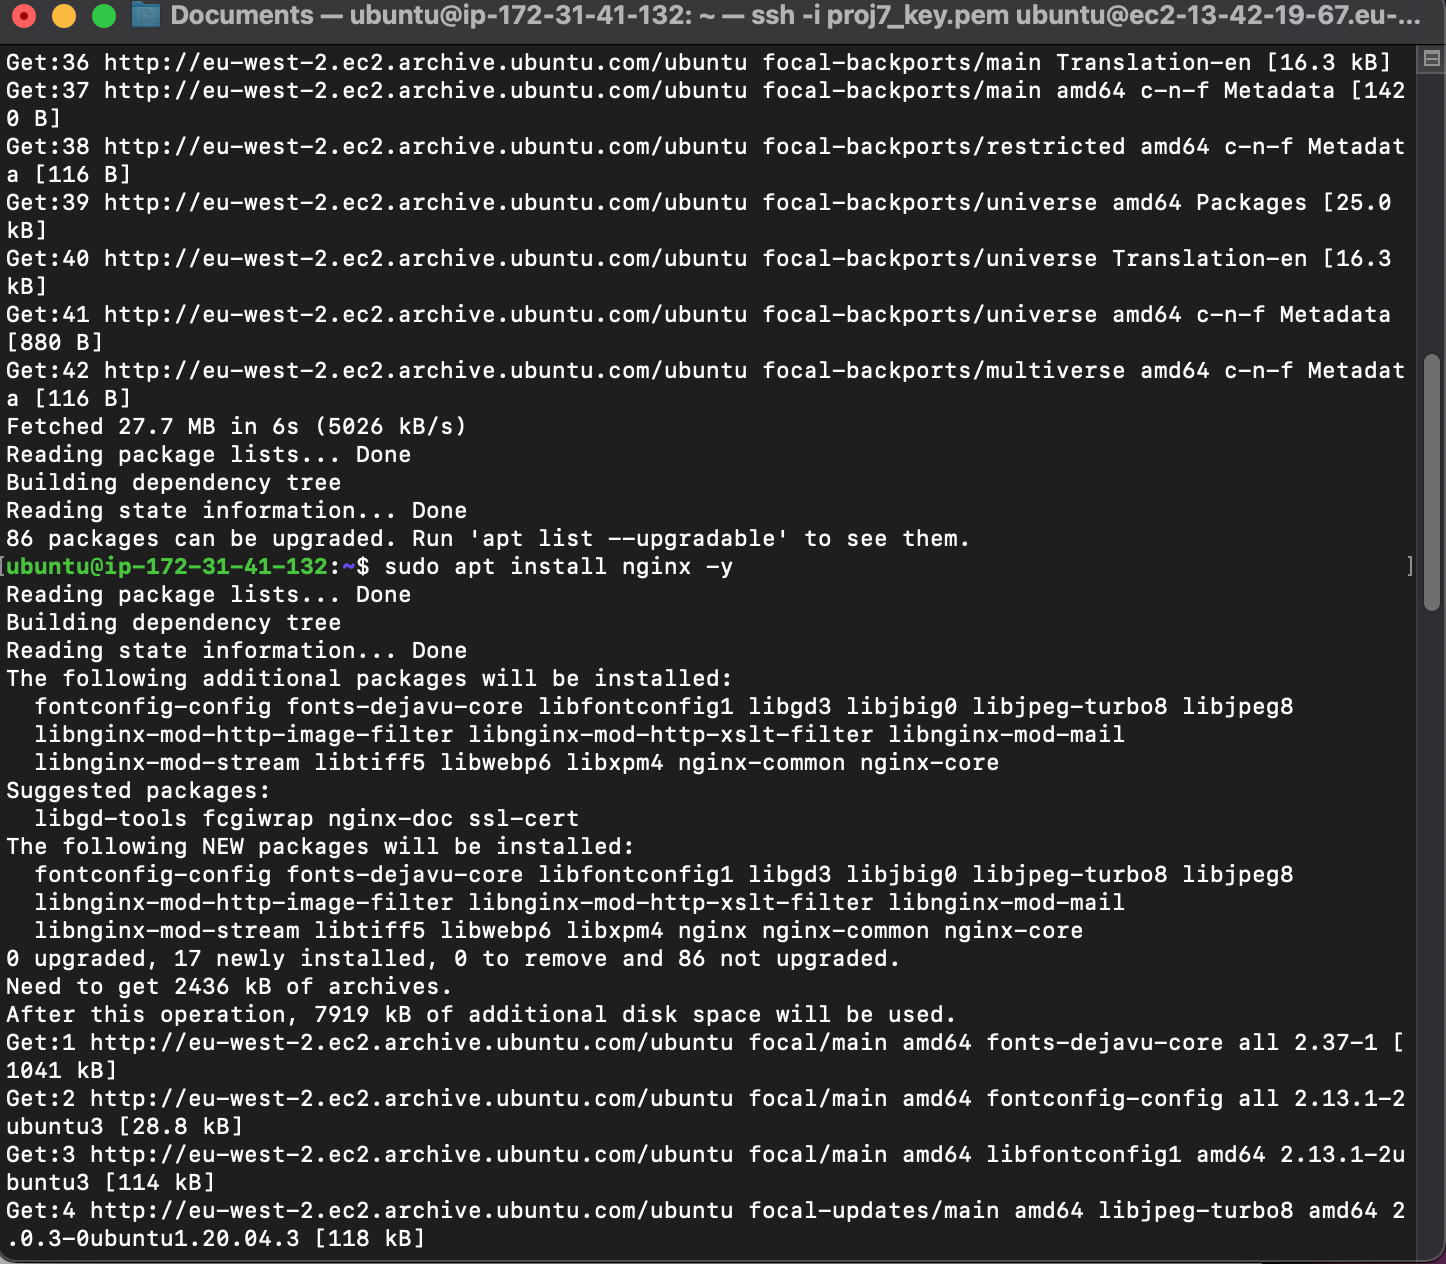 Documents — ubuntu@ip-172-31-41-132: ~ — ssh -i proj7_key.pem ubuntu@ec2-13-42-19-67.eu-...
Get:36 http://eu-west-2.ec2.archive.ubuntu.com/ubuntu focal-backports/main Translation-en [16.3 kB]
Get:37 http://eu-west-2.ec2.archive.ubuntu.com/ubuntu focal-backports/main amd64 c-n-f Metadata [142
0 B]
Get:38 http://eu-west-2.ec2.archive.ubuntu.com/ubuntu focal-backports/restricted amd64 c-n-f Metadat
a [116 B]
Get:39 http://eu-west-2.ec2.archive.ubuntu.com/ubuntu focal-backports/universe amd64 Packages [25.0
kB]
Get:40 http://eu-west-2.ec2.archive.ubuntu.com/ubuntu focal-backports/universe Translation-en [16.3
kB]
Get:41 http://eu-west-2.ec2.archive.ubuntu.com/ubuntu focal-backports/universe amd64 c-n-f Metadata
[880 B]
Get:42 http://eu-west-2.ec2.archive.ubuntu.com/ubuntu focal-backports/multiverse amd64 c-n-f Metadat
a [116 B]
Fetched 27.7 MB in 6s (5026 kB/s)
Reading package lists... Done
Building dependency tree
Reading state information... Done
86 packages can be upgraded. Run 'apt list --upgradable' to see them.
[ubuntu@ip-172-31-41-132:~$ sudo apt install nginx -y ]
Reading package lists... Done
Building dependency tree
Reading state information... Done
The following additional packages will be installed:
  fontconfig-config fonts-dejavu-core libfontconfig1 libgd3 libjbig0 libjpeg-turbo8 libjpeg8
  libnginx-mod-http-image-filter libnginx-mod-http-xslt-filter libnginx-mod-mail
  libnginx-mod-stream libtiff5 libwebp6 libxpm4 nginx-common nginx-core
Suggested packages:
  libgd-tools fcgiwrap nginx-doc ssl-cert
The following NEW packages will be installed:
  fontconfig-config fonts-dejavu-core libfontconfig1 libgd3 libjbig0 libjpeg-turbo8 libjpeg8
  libnginx-mod-http-image-filter libnginx-mod-http-xslt-filter libnginx-mod-mail
  libnginx-mod-stream libtiff5 libwebp6 libxpm4 nginx nginx-common nginx-core
0 upgraded, 17 newly installed, 0 to remove and 86 not upgraded.
Need to get 2436 kB of archives.
After this operation, 7919 kB of additional disk space will be used.
Get:1 http://eu-west-2.ec2.archive.ubuntu.com/ubuntu focal/main amd64 fonts-dejavu-core all 2.37-1 [
1041 kB]
Get:2 http://eu-west-2.ec2.archive.ubuntu.com/ubuntu focal/main amd64 fontconfig-config all 2.13.1-2
ubuntu3 [28.8 kB]
Get:3 http://eu-west-2.ec2.archive.ubuntu.com/ubuntu focal/main amd64 libfontconfig1 amd64 2.13.1-2u
buntu3 [114 kB]
Get:4 http://eu-west-2.ec2.archive.ubuntu.com/ubuntu focal-updates/main amd64 libjpeg-turbo8 amd64 2
.0.3-0ubuntu1.20.04.3 [118 kB]